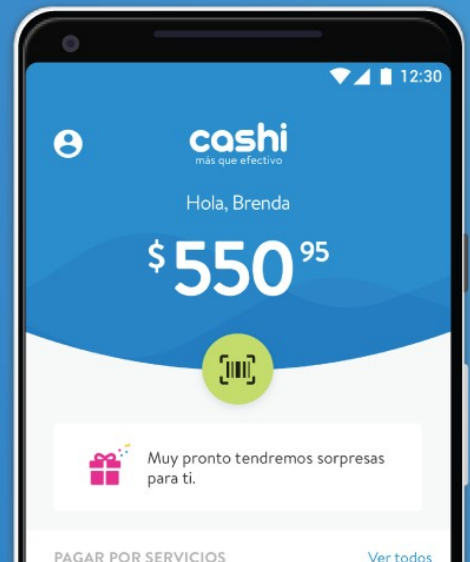 12:30
cashi
más que efectivo
Hola, Brenda
$550 95
Muy pronto tendremos sorpresas
para ti.
PAGAR POR SERVICIOS
Ver todos